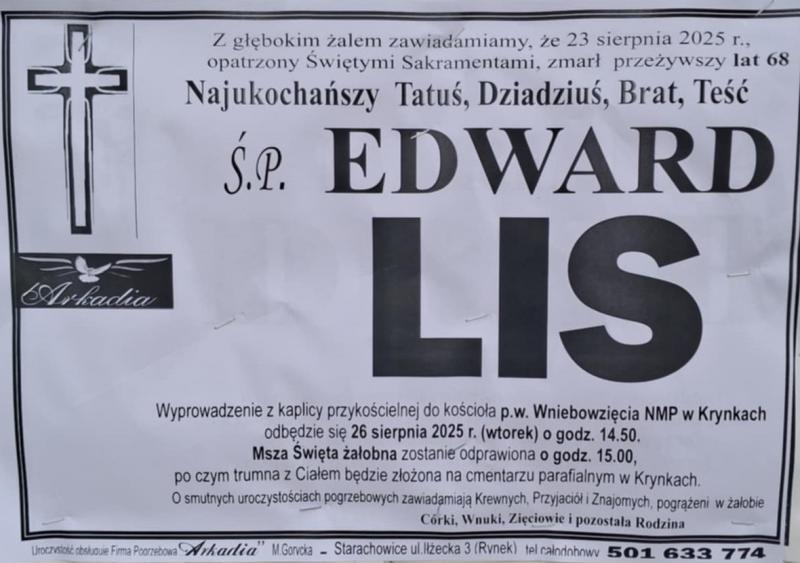 Z głębokim żalem zawiadamiamy, że 23 sierpnia 2025 r.,
opatrzony Świętymi Sakramentami, zmarł przeżywszy lat 68
Najukochańszy Tatuś, Dziadziuś, Brat, Teść
Ś.P. EDWARD
LIS
Arkadia
Wyprowadzenie z kaplicy przykościelnej do kościoła p.w. Wniebowzięcia NMP w Krynkach
odbędzie się 26 sierpnia 2025 r. (wtorek) o godz. 14.50.
Msza Święta żałobna zostanie odprawiona o godz. 15.00,
po czym trumna z Ciałem będzie złożona na cmentarzu parafialnym w Krynkach.
O smutnych uroczystościach pogrzebowych zawiadamiają Krewnych, Przyjaciół i Znajomych, pogrążeni w żałobie
Córki, Wnuki, Zięciowie i pozostała Rodzina
Uroczystość obsługuje Firma Pogrzebowa "Arkadia" M.Gorycka - Starachowice ul.Iłżecka 3 (Rynek) tel całodobowy 501 633 774